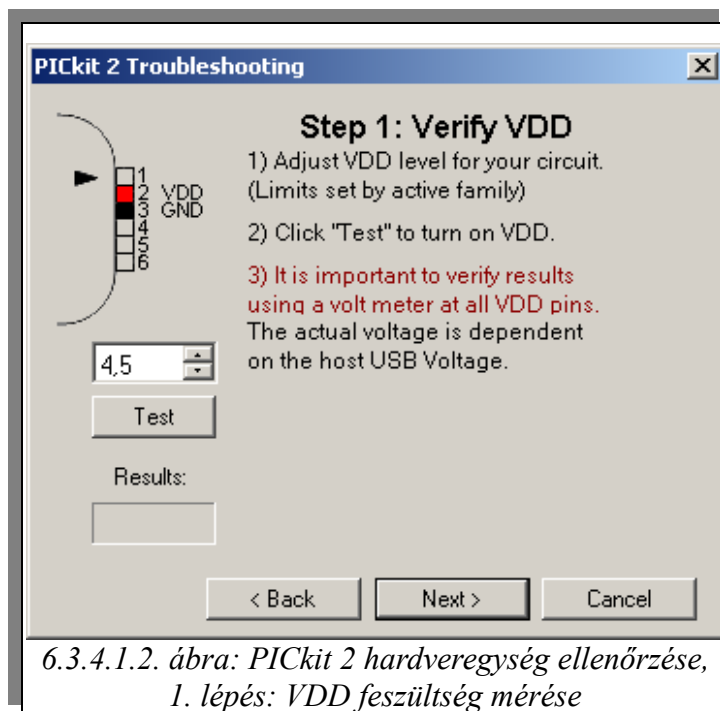 PICkit 2 Troubleshooting
Step 1: Verify VDD
1) Adjust VDD level for your circuit.
(Limits set by active family)
2) Click "Test" to turn on VDD.
3) It is important to verify results
using a volt meter at all VDD pins.
The actual voltage is dependent
on the host USB Voltage.
1
2 VDD
3 GND
4
5
6
4,5
Test
Results:
< Back
Next >
Cancel
6.3.4.1.2. ábra: PICkit 2 hardveregység ellenőrzése,
1. lépés: VDD feszültség mérése